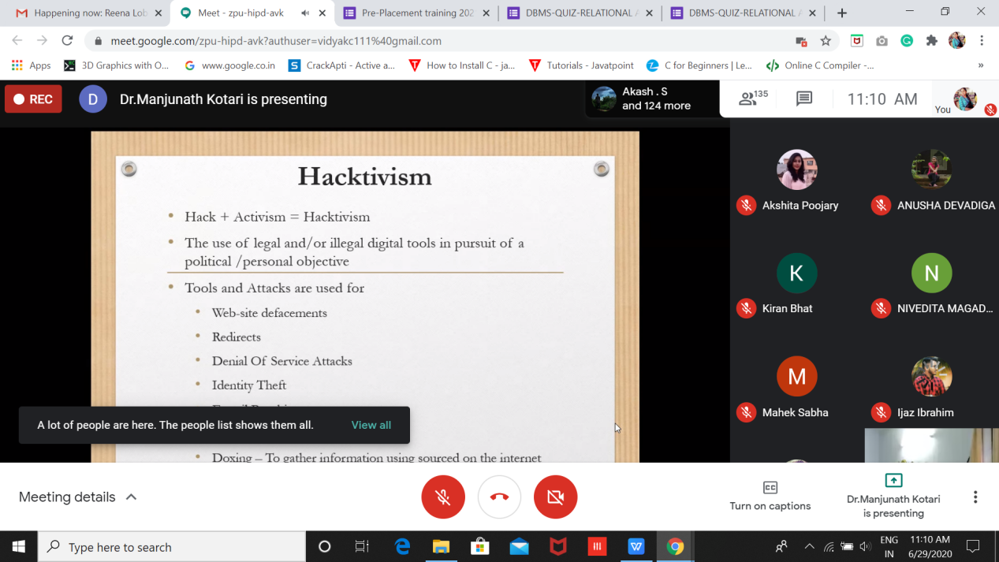 Happening now: Reena Lob
Meet - zpu-hipd-avk
Pre-Placement training 202
DBMS-QUIZ-RELATIONAL A
DBMS-QUIZ-RELATIONAL A
meet.google.com/zpu-hipd-avk?authuser=vidyakc111%40gmail.com
Apps
3D Graphics with O...
www.google.co.in
CrackApti - Active a...
How to Install C - ja...
Tutorials - Javatpoint
C for Beginners | Le...
Online C Compiler -...
»
REC
D
Dr.Manjunath Kotari is presenting
Akash . S
and 124 more
135
11:10 AM
You
Hacktivism
• Hack + Activism = Hacktivism
• The use of legal and/or illegal digital tools in pursuit of a
political /personal objective
• Tools and Attacks are used for
• Web-site defacements
• Redirects
• Denial Of Service Attacks
• Identity Theft
• Doxing – To gather information using sourced on the internet
A lot of people are here. The people list shows them all.
View all
Akshita Poojary
ANUSHA DEVADIGA
K
Kiran Bhat
N
NIVEDITA MAGAD...
M
Mahek Sabha
Ijaz Ibrahim
Meeting details
CC
Turn on captions
Dr.Manjunath Kotari
is presenting
Type here to search
ENG
IN
11:10 AM
6/29/2020